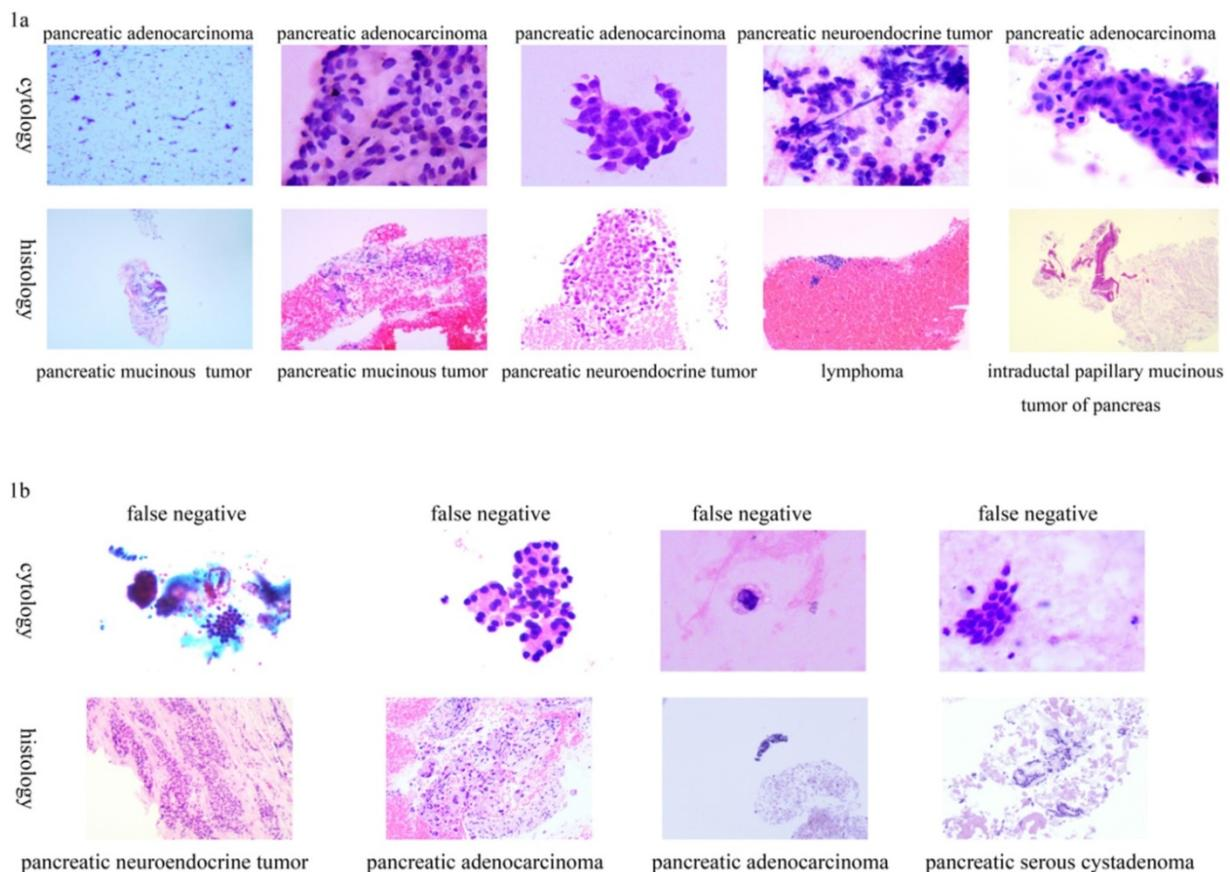 1a
pancreatic adenocarcinoma pancreatic adenocarcinoma pancreatic adenocarcinoma pancreatic neuroendocrine tumor pancreatic adenocarcinoma
cytology
histology
pancreatic mucinous tumor pancreatic mucinous tumor pancreatic neuroendocrine tumor lymphoma intraductal papillary mucinous
tumor of pancreas
1b
false negative false negative false negative false negative
cytology
histology
pancreatic neuroendocrine tumor pancreatic adenocarcinoma pancreatic adenocarcinoma pancreatic serous cystadenoma